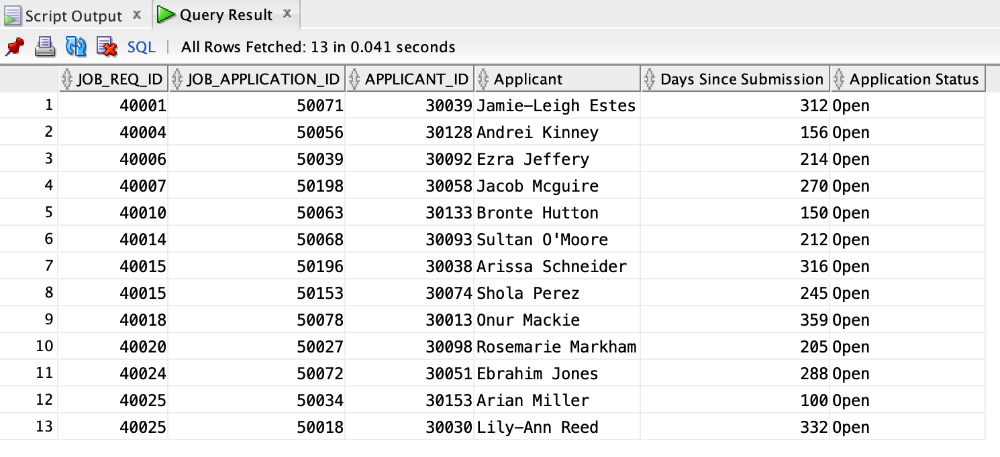 Script Output x Query Result x
SQL | All Rows Fetched: 13 in 0.041 seconds
JOB_REQ_ID JOB_APPLICATION_ID APPLICANT_ID Applicant Days Since Submission Application Status
1 40001 50071 30039 Jamie-Leigh Estes 312 Open
2 40004 50056 30128 Andrei Kinney 156 Open
3 40006 50039 30092 Ezra Jeffery 214 Open
4 40007 50198 30058 Jacob Mcguire 270 Open
5 40010 50063 30133 Bronte Hutton 150 Open
6 40014 50068 30093 Sultan O'Moore 212 Open
7 40015 50196 30038 Arissa Schneider 316 Open
8 40015 50153 30074 Shola Perez 245 Open
9 40018 50078 30013 Onur Mackie 359 Open
10 40020 50027 30098 Rosemarie Markham 205 Open
11 40024 50072 30051 Ebrahim Jones 288 Open
12 40025 50034 30153 Arian Miller 100 Open
13 40025 50018 30030 Lily-Ann Reed 332 Open